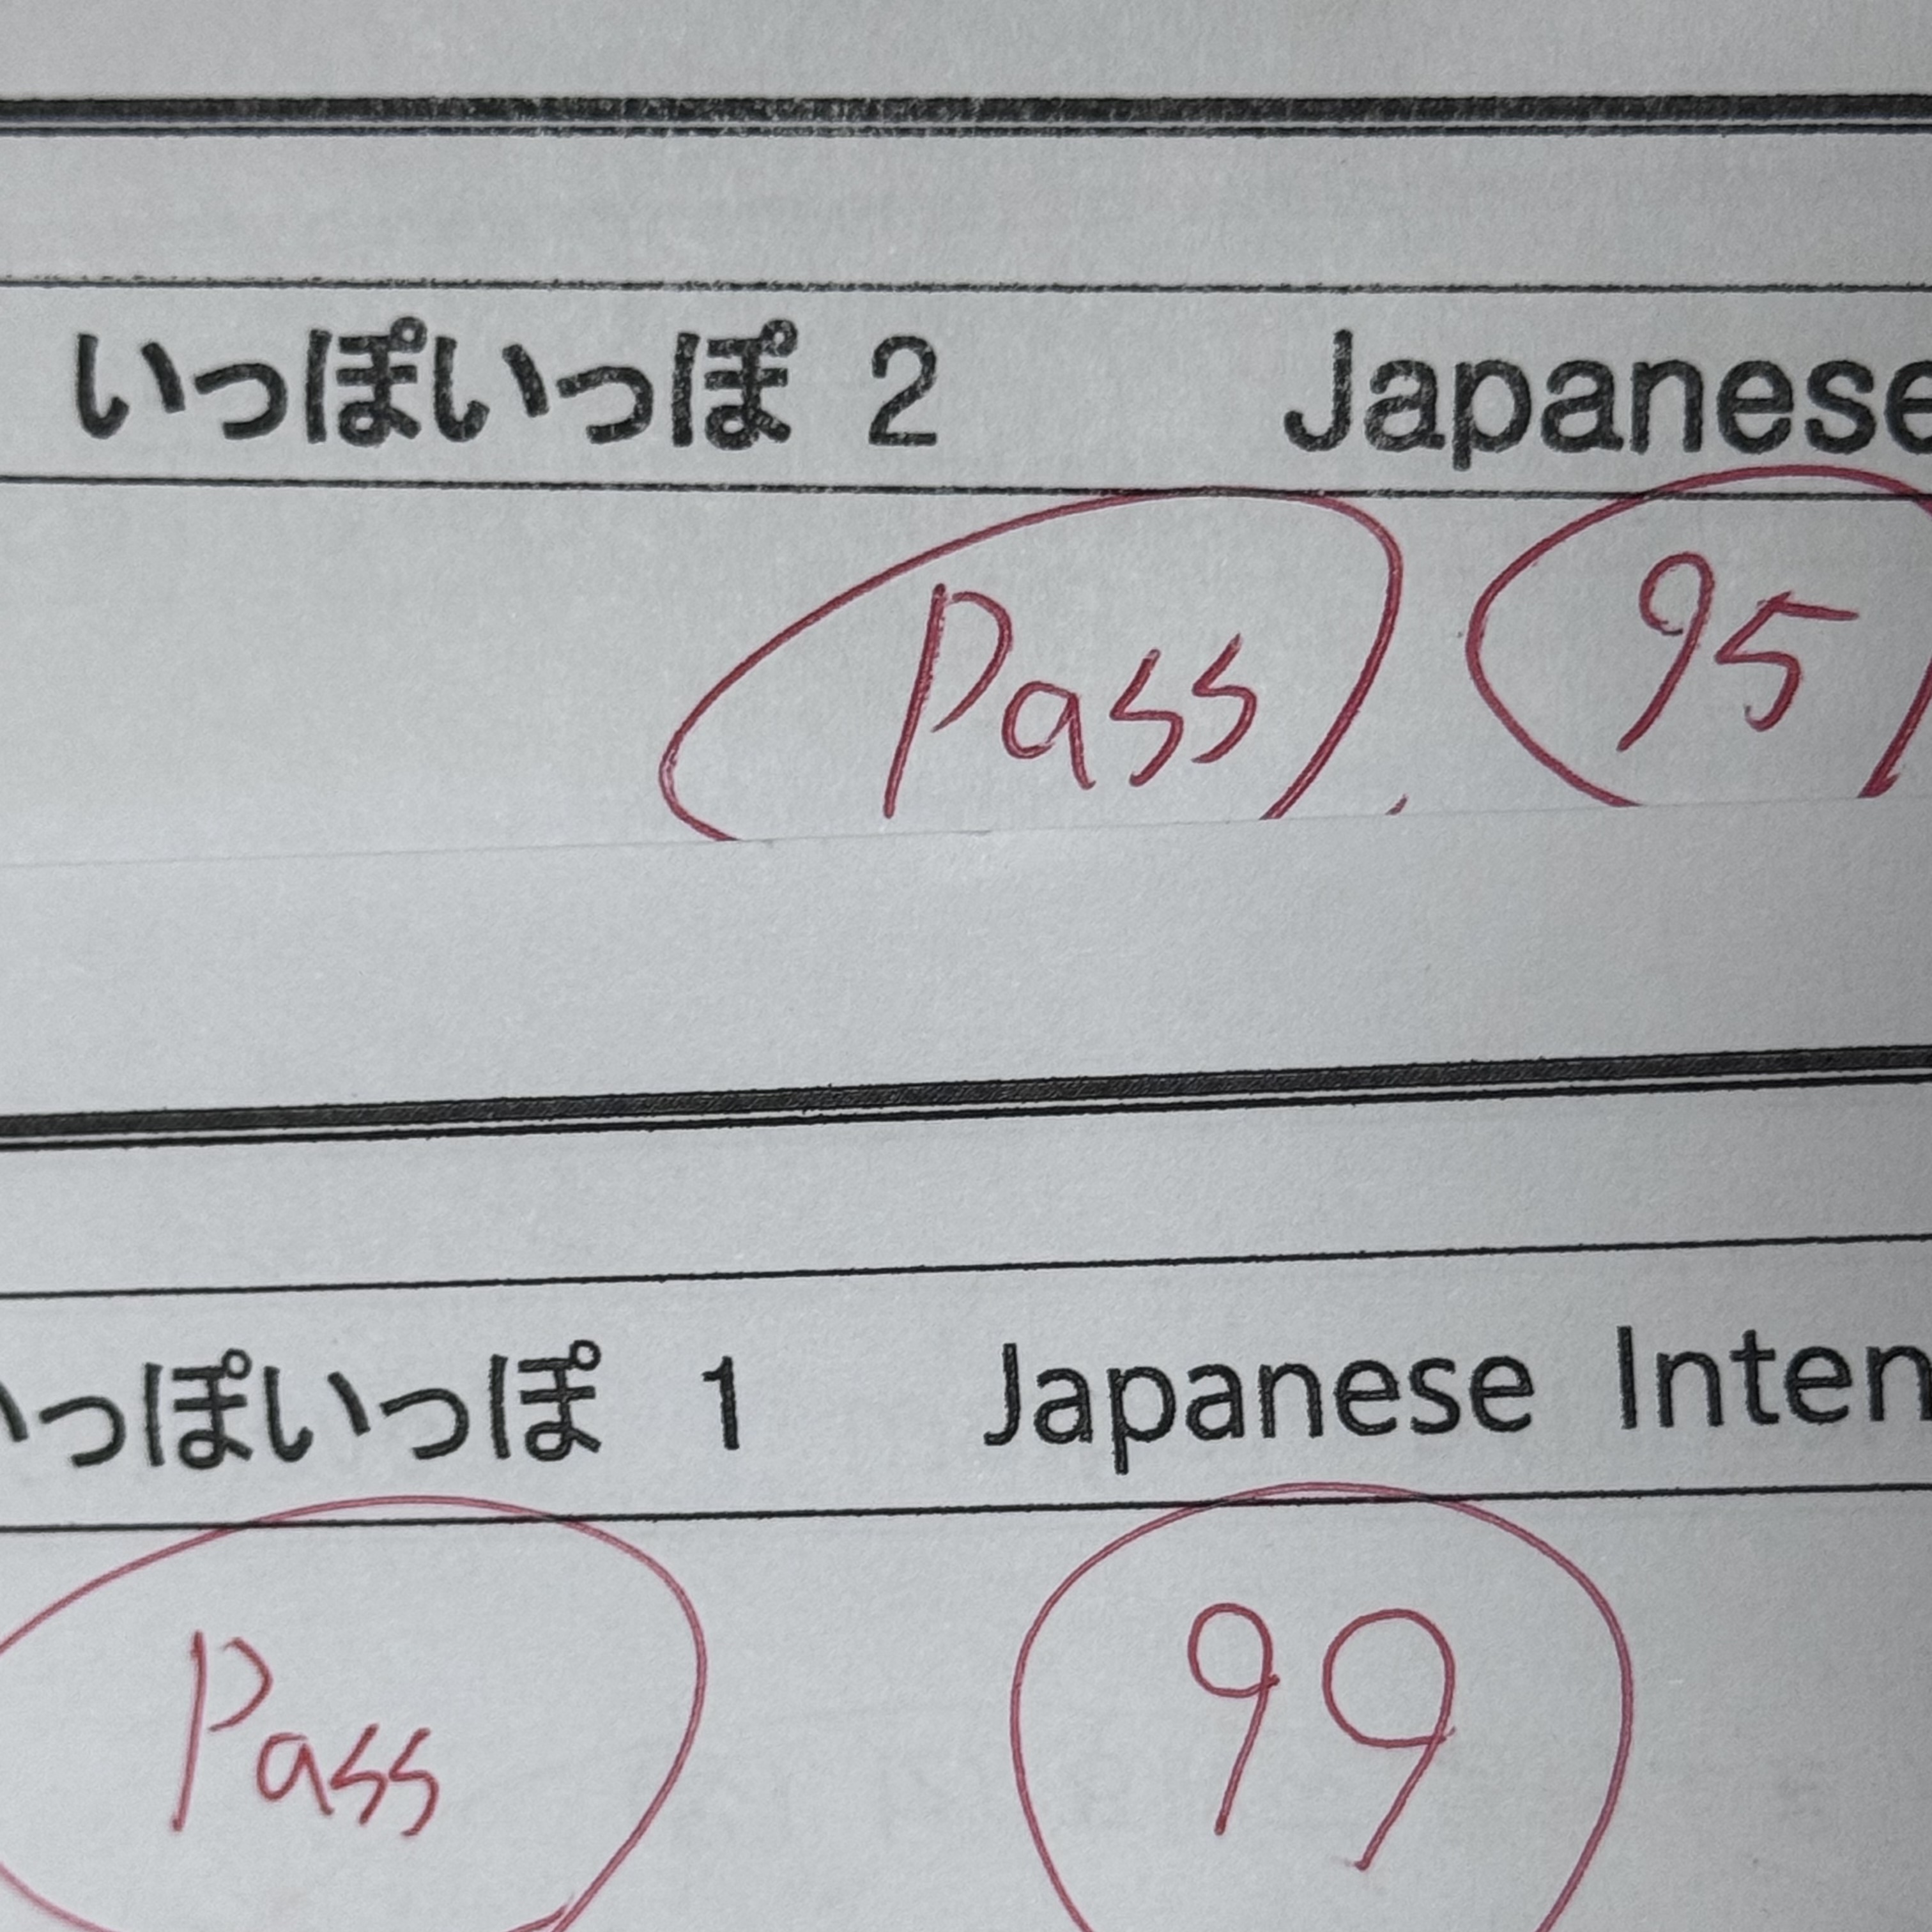 いっぽいっぽ 2 Japanese
Pass 95
っぽいっぽ 1 Japanese Inten
Pass 99